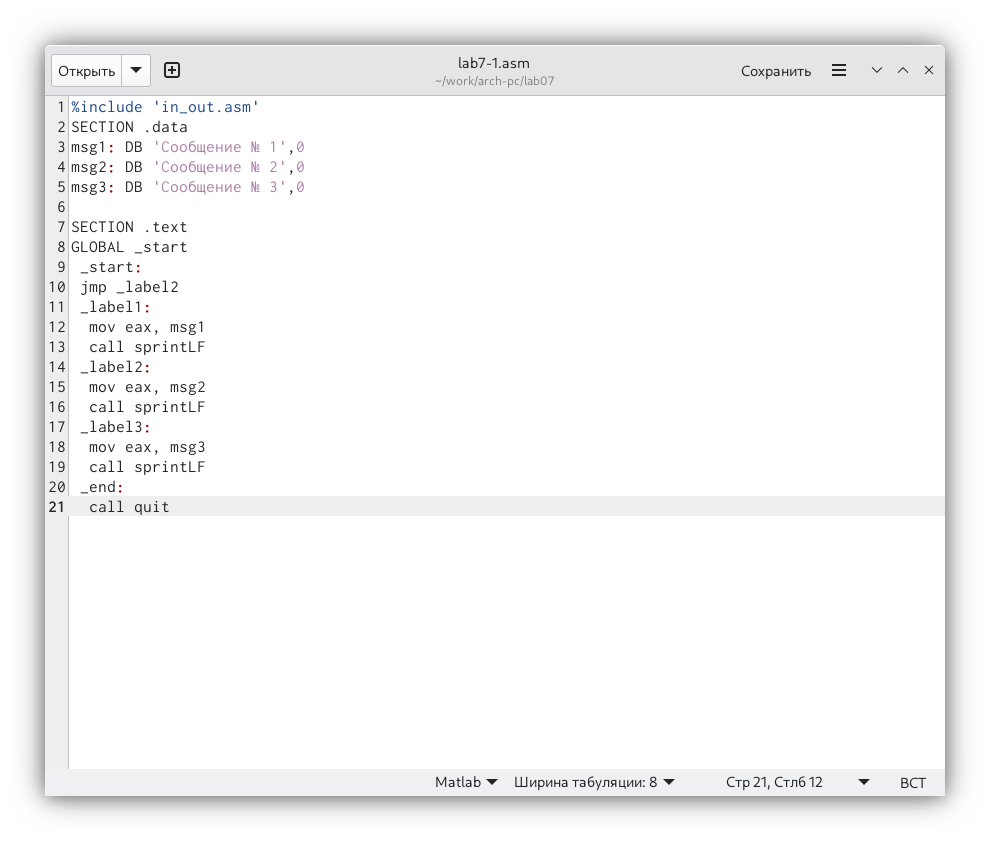 Открыть
lab7-1.asm
~/work/arch-pc/lab07
Сохранить
1 %include 'in_out.asm'
2 SECTION .data
3 msg1: DB 'Сообщение № 1',0
4 msg2: DB 'Сообщение № 2',0
5 msg3: DB 'Сообщение № 3',0
6
7 SECTION .text
8 GLOBAL _start
9  _start:
10  jmp _label2
11  _label1:
12   mov eax, msg1
13   call sprintLF
14  _label2:
15   mov eax, msg2
16   call sprintLF
17  _label3:
18   mov eax, msg3
19   call sprintLF
20  _end:
21   call quit
Matlab Ширина табуляции: 8 Стр 21, Стлб 12 ВСТ